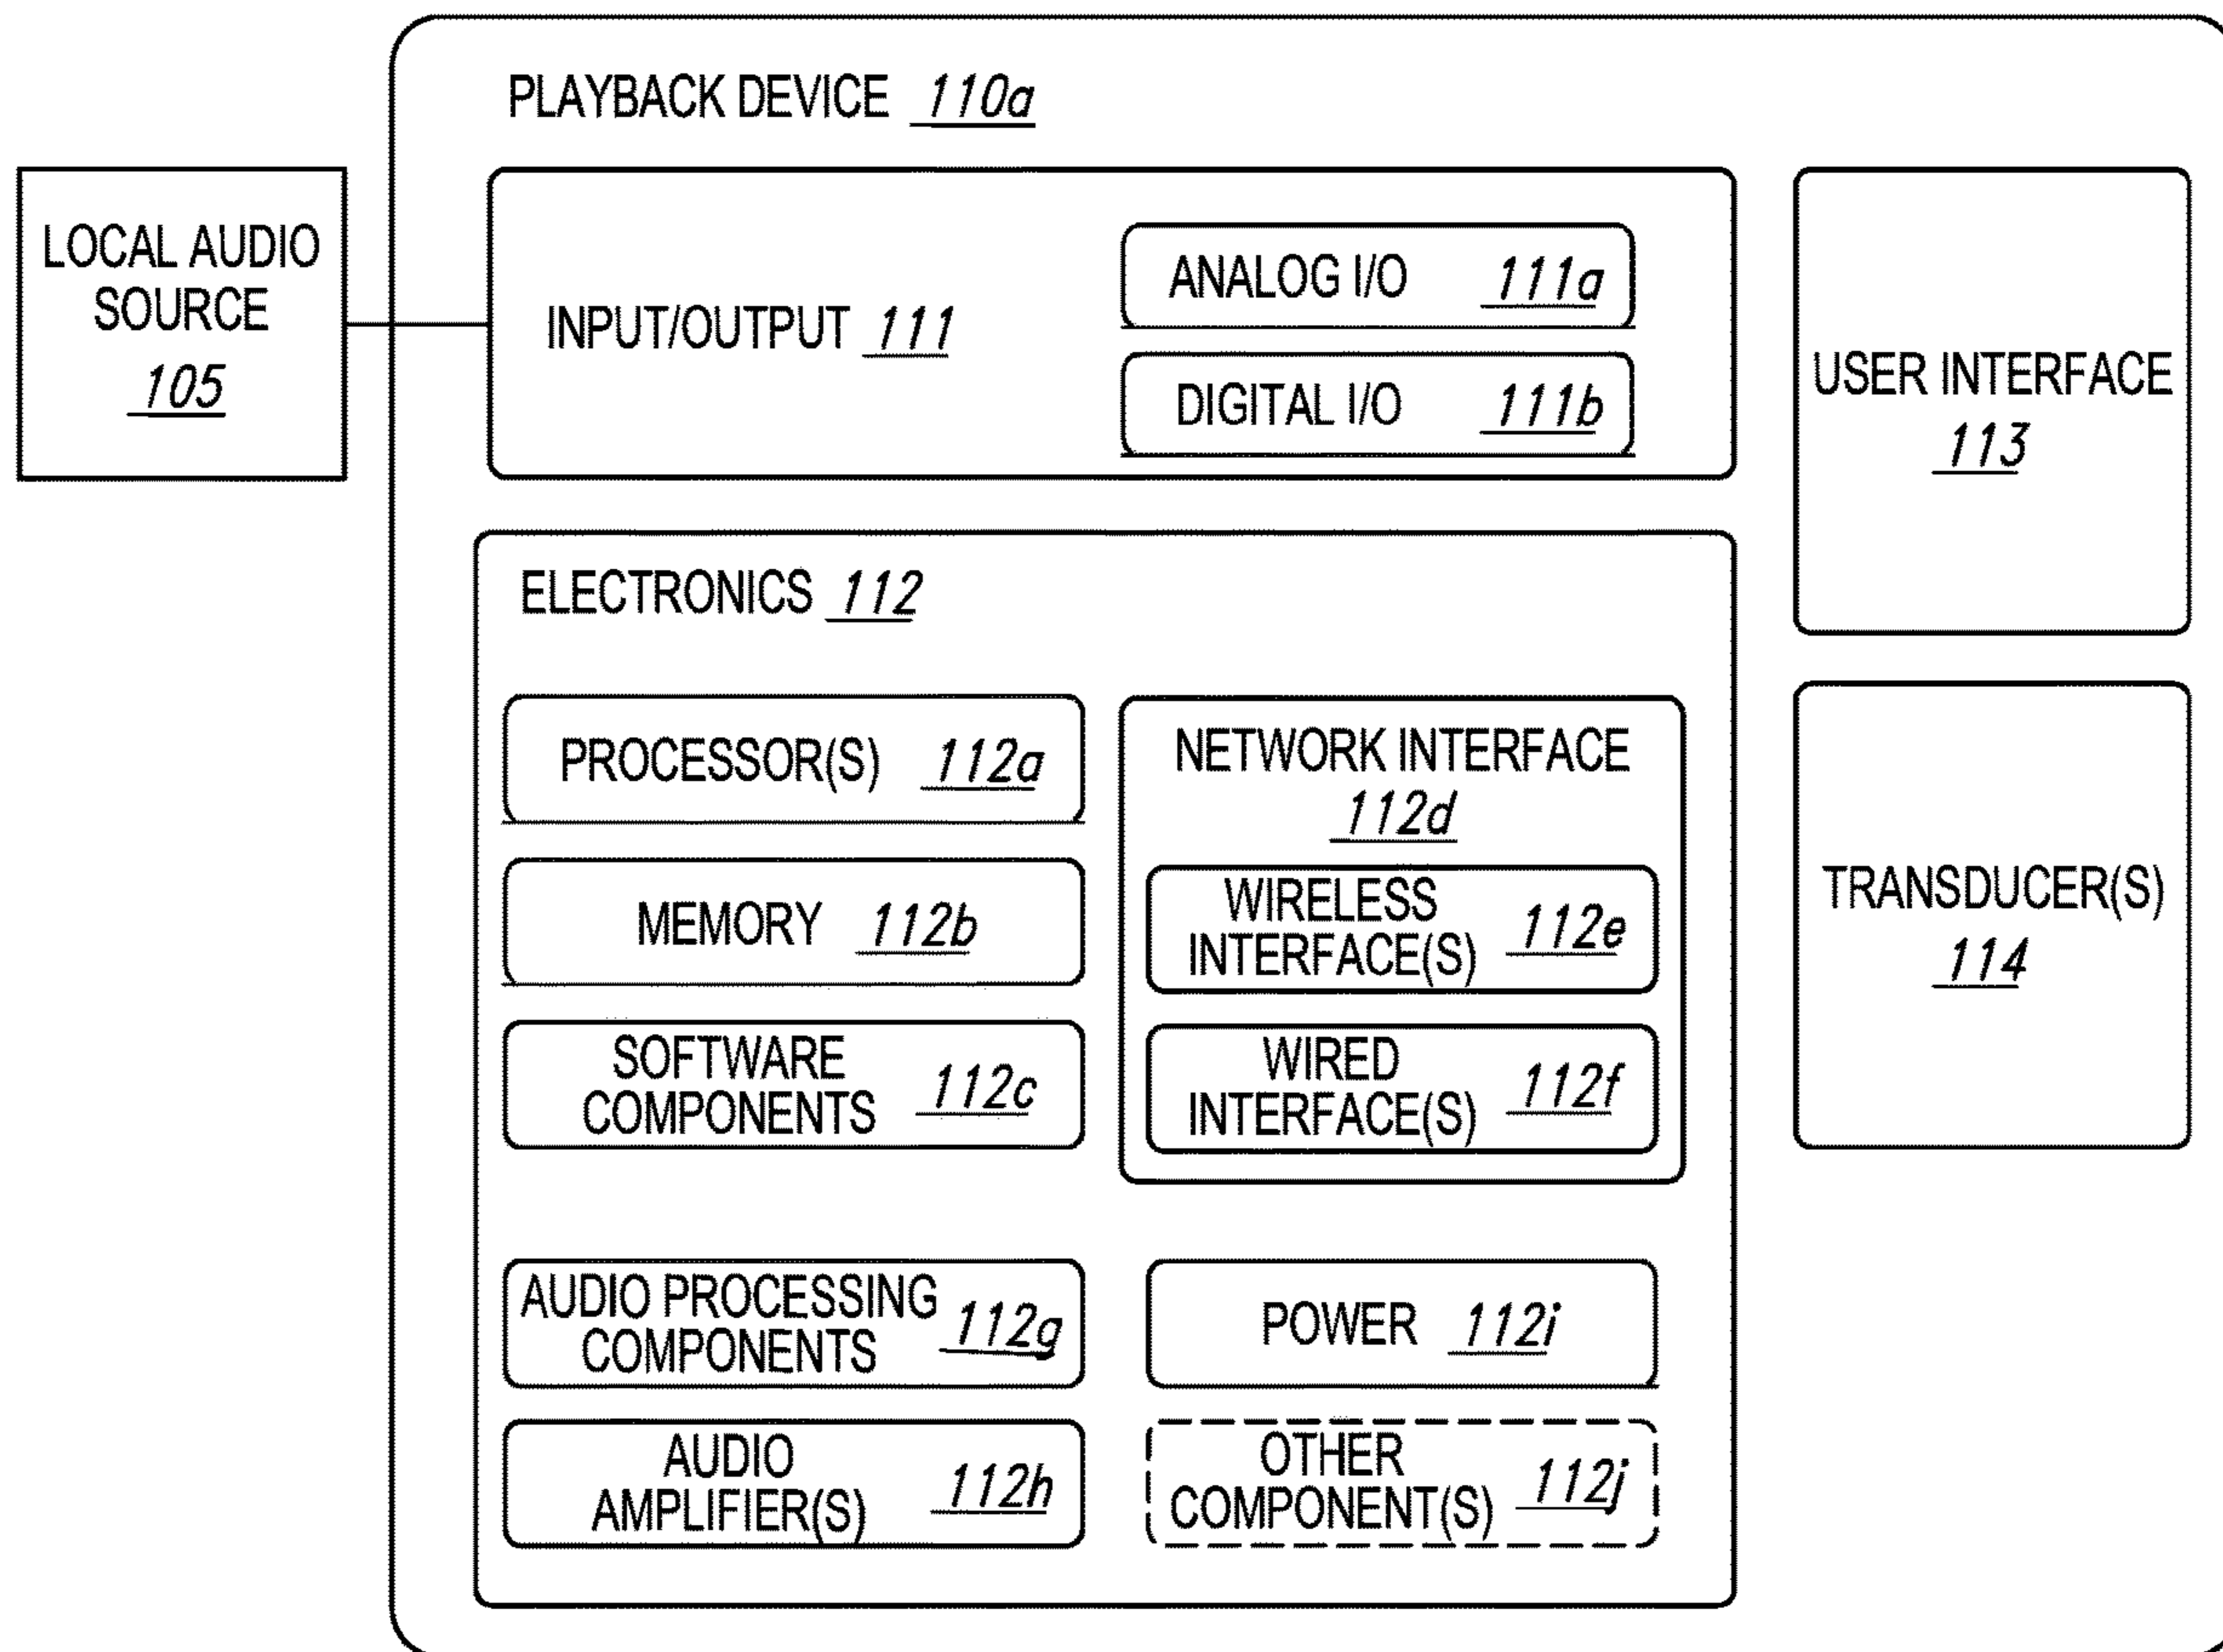 PLAYBACK DEVICE 110a
LOCAL AUDIO
SOURCE
105
INPUT/OUTPUT 111
ANALOG I/O 111a
DIGITAL I/O 111b
USER INTERFACE
113
ELECTRONICS 112
PROCESSOR(S) 112a
MEMORY 112b
SOFTWARE
COMPONENTS 112c
NETWORK INTERFACE
112d
WIRELESS
INTERFACE(S) 112e
WIRED
INTERFACE(S) 112f
TRANSDUCER(S)
114
AUDIO PROCESSING
COMPONENTS 112g
POWER 112i
AUDIO
AMPLIFIER(S) 112h
OTHER
COMPONENT(S) 112j